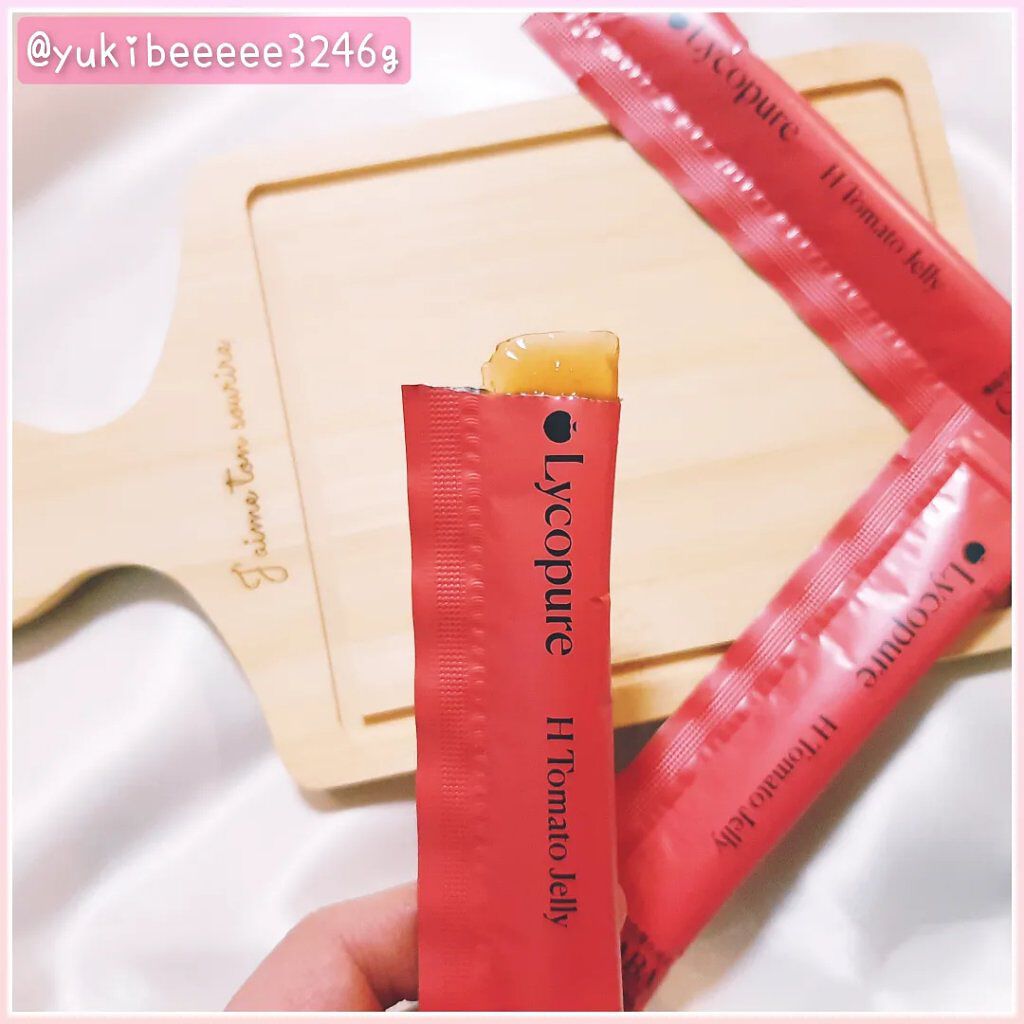 @yukibeeeee3246g
Lycopure H Tomato Jelly
J'aime ton sourire
Lycopure H Tomato Jelly
Lycopure H Tomato Jelly